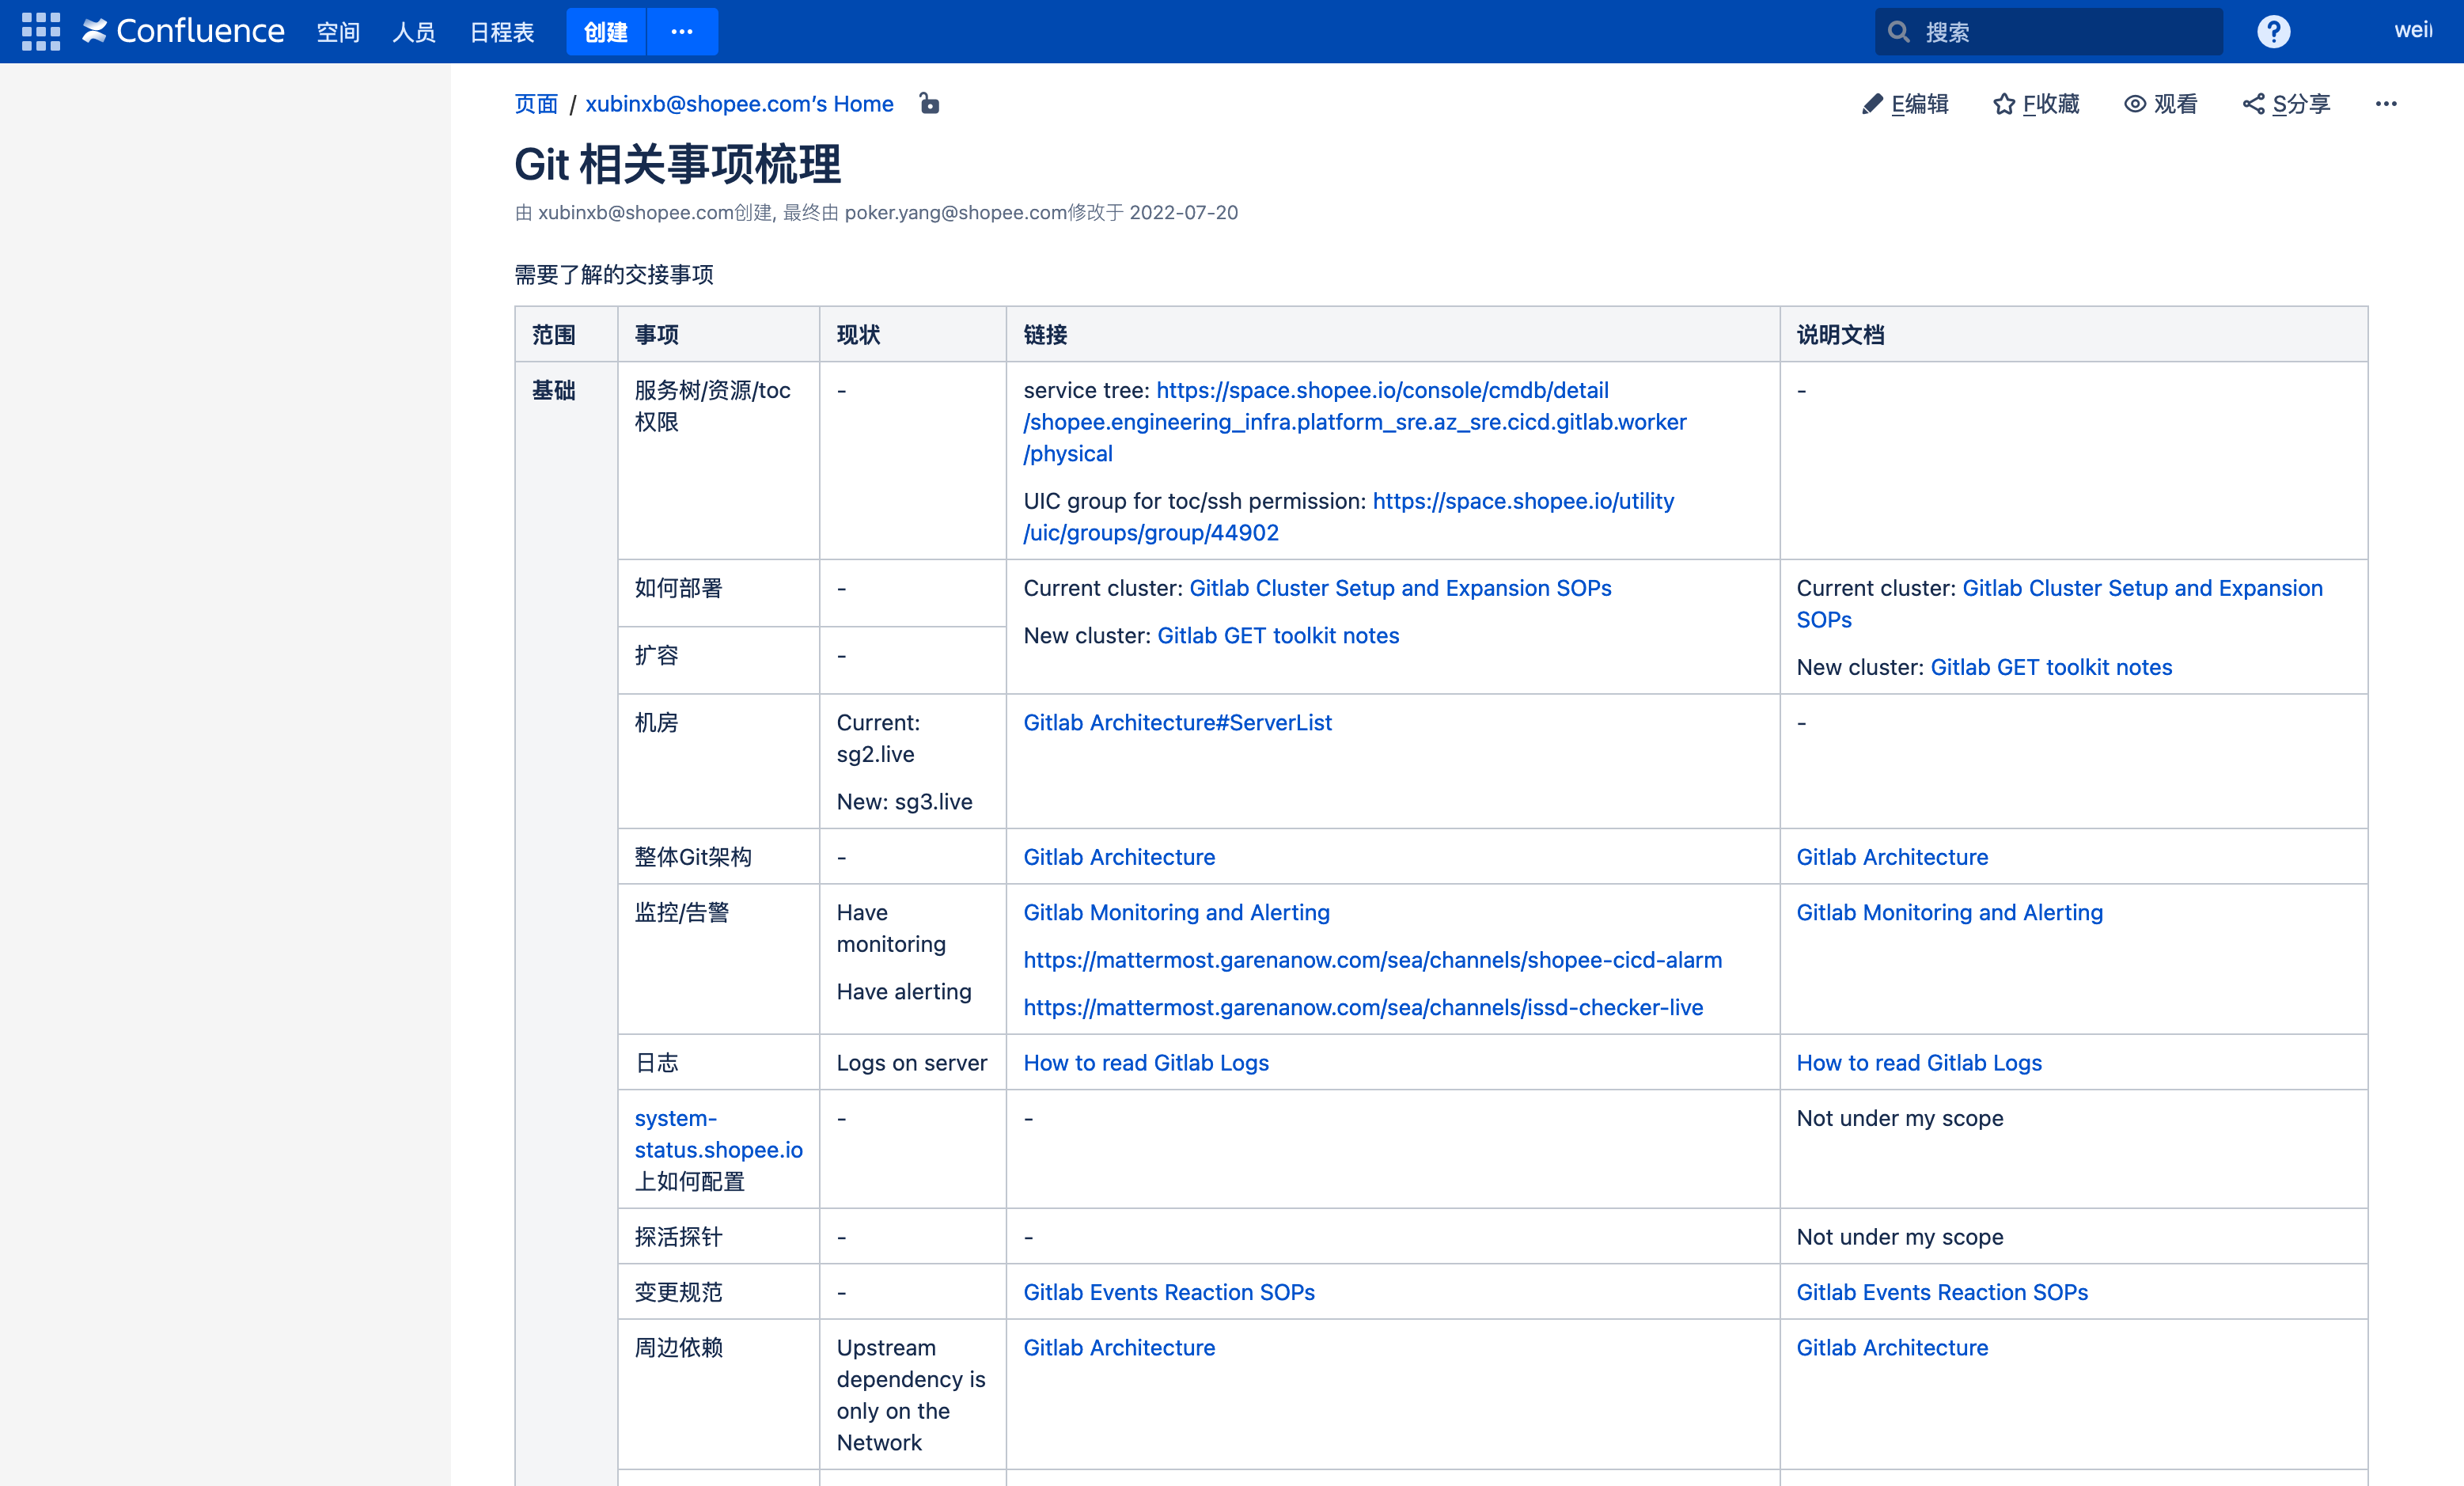 Confluence 空间 人员 日程表 创建 ··· 搜索 ?
页面 / xubinxb@shopee.com's Home E编辑 F收藏 观看 S分享 ···
Git 相关事项梳理
由 xubinxb@shopee.com创建, 最终由 poker.yang@shopee.com修改于 2022-07-20
需要了解的交接事项
范围 事项 现状 链接 说明文档
基础
服务树/资源/toc
权限
-
service tree: https://space.shopee.io/console/cmdb/detail
/shopee.engineering_infra.platform_sre.az_sre.cicd.gitlab.worker
/physical
UIC group for toc/ssh permission: https://space.shopee.io/utility
/uic/groups/group/44902
-
如何部署
-
Current cluster: Gitlab Cluster Setup and Expansion SOPs
New cluster: Gitlab GET toolkit notes
Current cluster: Gitlab Cluster Setup and Expansion
SOPs
New cluster: Gitlab GET toolkit notes
扩容
-
机房
Current:
sg2.live
New: sg3.live
Gitlab Architecture#ServerList
-
整体Git架构
-
Gitlab Architecture
Gitlab Architecture
监控/告警
Have
monitoring
Have alerting
Gitlab Monitoring and Alerting
https://mattermost.garenanow.com/sea/channels/shopee-cicd-alarm
https://mattermost.garenanow.com/sea/channels/issd-checker-live
Gitlab Monitoring and Alerting
日志
Logs on server
How to read Gitlab Logs
How to read Gitlab Logs
system-
status.shopee.io
上如何配置
-
-
Not under my scope
探活探针
-
-
Not under my scope
变更规范
-
Gitlab Events Reaction SOPs
Gitlab Events Reaction SOPs
周边依赖
Upstream
dependency is
only on the
Network
Gitlab Architecture
Gitlab Architecture